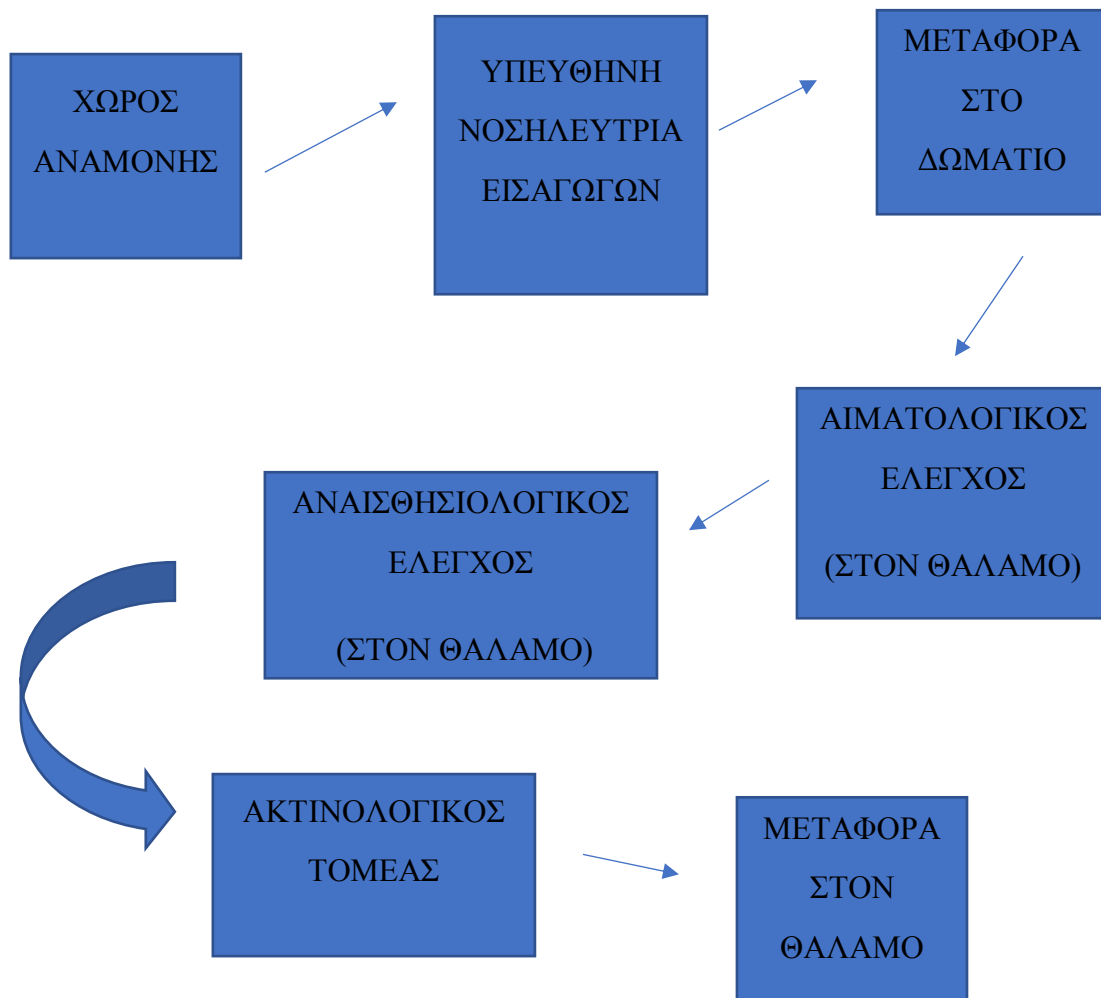 ΧΩΡΟΣ
ΑΝΑΜΟΝΗΣ
ΥΠΕΥΘΗΝΗ
ΝΟΣΗΛΕΥΤΡΙΑ
ΕΙΣΑΓΩΓΩΝ
ΜΕΤΑΦΟΡΑ
ΣΤΟ
ΔΩΜΑΤΙΟ
ΑΙΜΑΤΟΛΟΓΙΚΟΣ
ΕΛΕΓΧΟΣ
(ΣΤΟΝ ΘΑΛΑΜΟ)
ΑΝΑΙΣΘΗΣΙΟΛΟΓΙΚΟΣ
ΕΛΕΓΧΟΣ
(ΣΤΟΝ ΘΑΛΑΜΟ)
ΑΚΤΙΝΟΛΟΓΙΚΟΣ
ΤΟΜΕΑΣ
ΜΕΤΑΦΟΡΑ
ΣΤΟΝ
ΘΑΛΑΜΟ